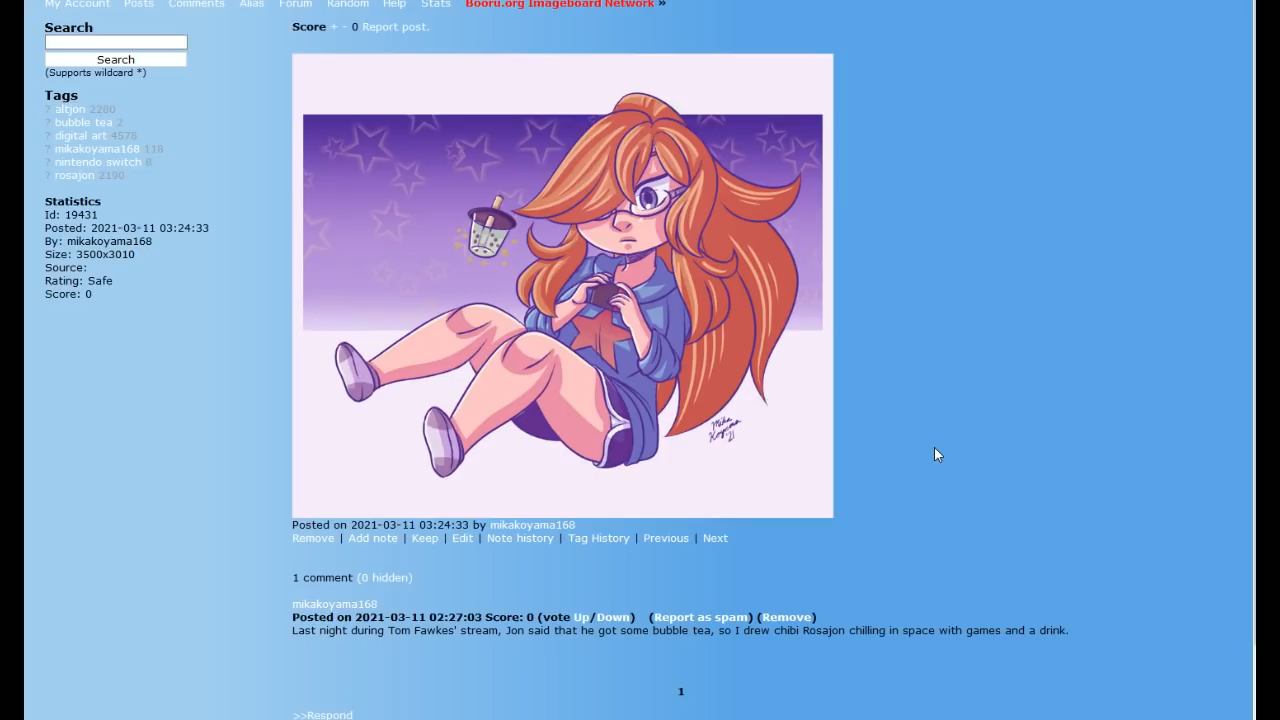 My Account Posts Comments Alias Forum Random Help Stats Booru.org Imageboard Network »
Search
Search
(Supports wildcard *)
Tags
? altjon 2280
? bubble tea 2
? digital art 4576
? mikakoyama168 118
? nintendo switch 8
? rosajon 2190
Statistics
Id: 19431
Posted: 2021-03-11 03:24:33
By: mikakoyama168
Size: 3500x3010
Source:
Rating: Safe
Score: 0
Score + - 0 Report post.
Mika
Koyama
'21
Posted on 2021-03-11 03:24:33 by mikakoyama168
Remove | Add note | Keep | Edit | Note history | Tag History | Previous | Next
1 comment (0 hidden)
mikakoyama168
Posted on 2021-03-11 02:27:03 Score: 0 (vote Up/Down) (Report as spam) (Remove)
Last night during Tom Fawkes' stream, Jon said that he got some bubble tea, so I drew chibi Rosajon chilling in space with games and a drink.
1
>>Respond